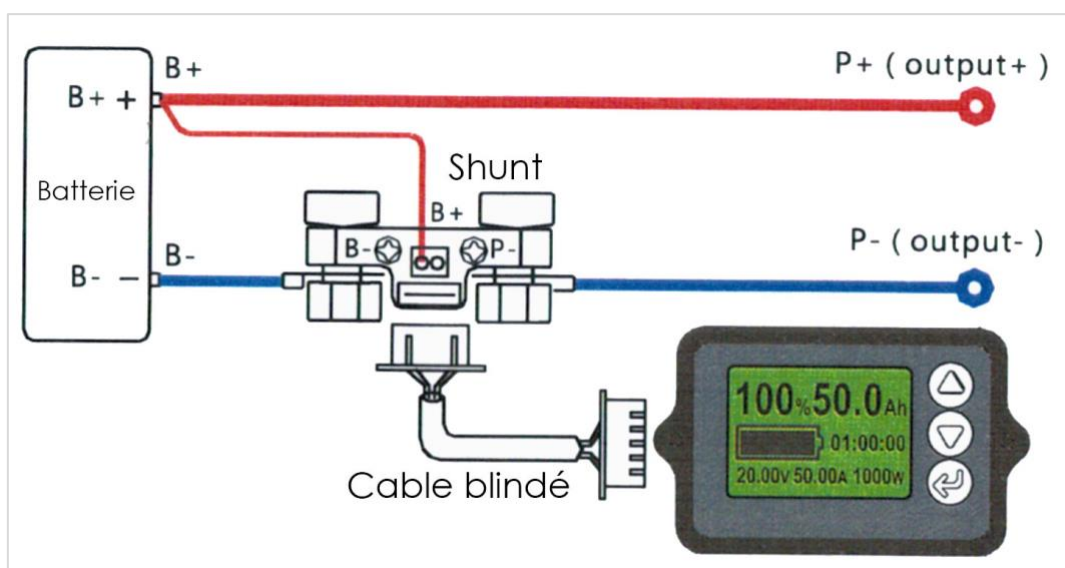 B+
P+ ( output+ )
B+ +
Batterie
Shunt
B+
B-
P-
B-
B- −
P- ( output- )
100%50.0Ah
01:00:00
20.00V 50.00A 1000W
Cable blindé